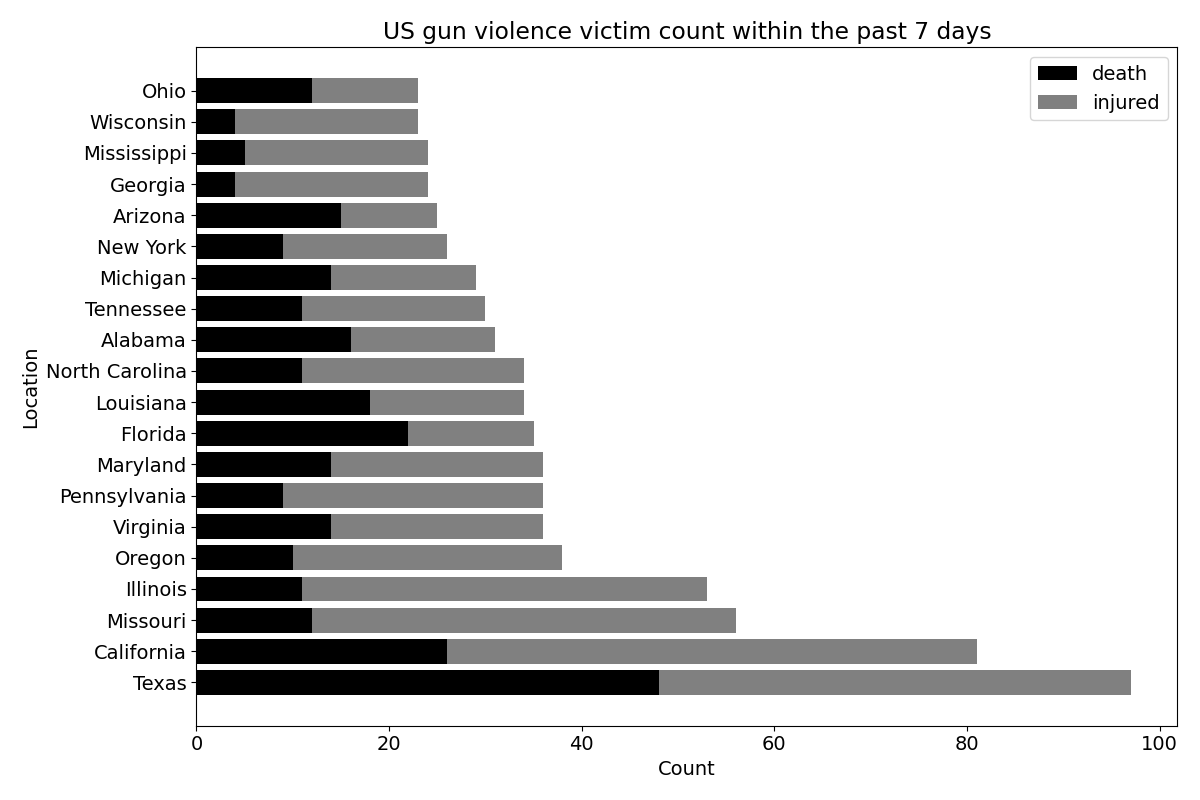 US gun violence victim count within the past 7 days
death
injured
Location
Ohio
Wisconsin
Mississippi
Georgia
Arizona
New York
Michigan
Tennessee
Alabama
North Carolina
Louisiana
Florida
Maryland
Pennsylvania
Virginia
Oregon
Illinois
Missouri
California
Texas
0 20 40 60 80 100
Count